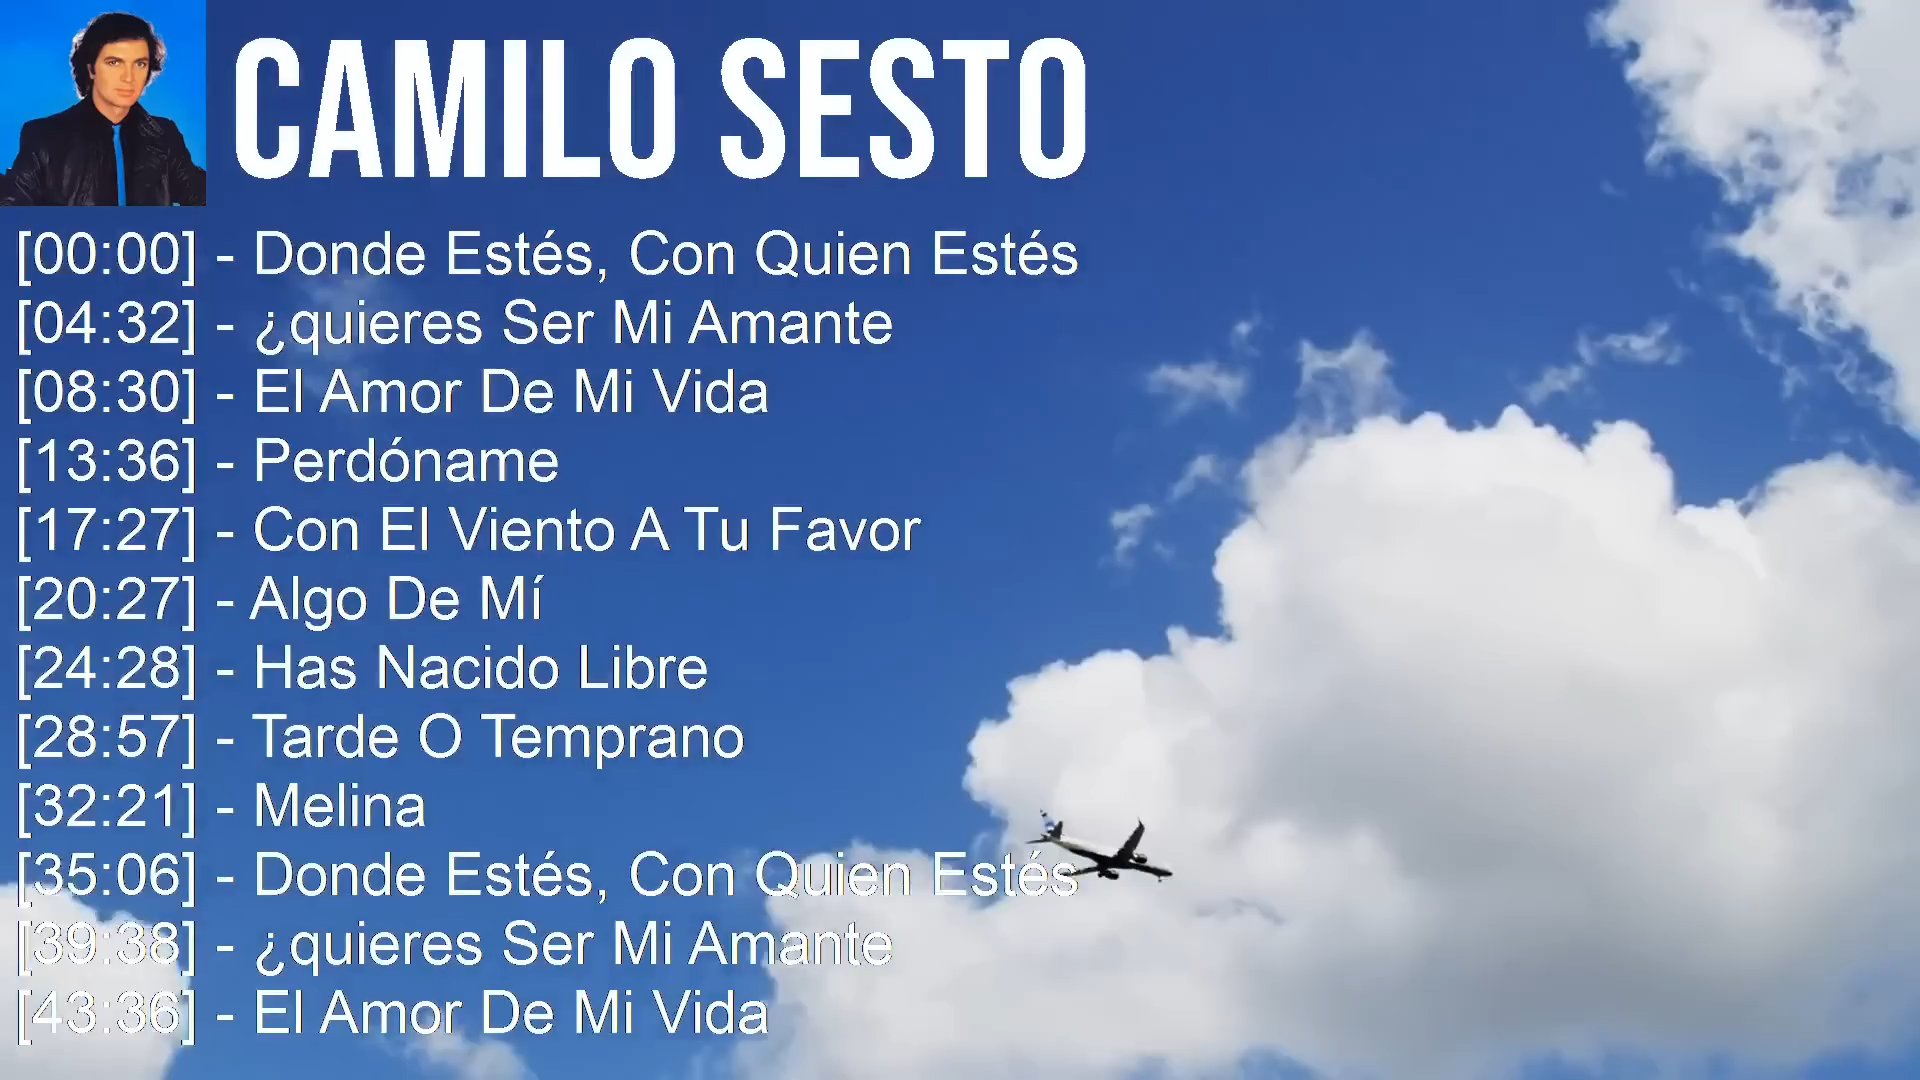 CAMILO SESTO
[00:00] - Donde Estés, Con Quien Estés
[04:32] - ¿quieres Ser Mi Amante
[08:30] - El Amor De Mi Vida
[13:36] - Perdóname
[17:27] - Con El Viento A Tu Favor
[20:27] - Algo De Mí
[24:28] - Has Nacido Libre
[28:57] - Tarde O Temprano
[32:21] - Melina
[35:06] - Donde Estés, Con Quien Estés
[39:38] - ¿quieres Ser Mi Amante
[43:36] - El Amor De Mi Vida